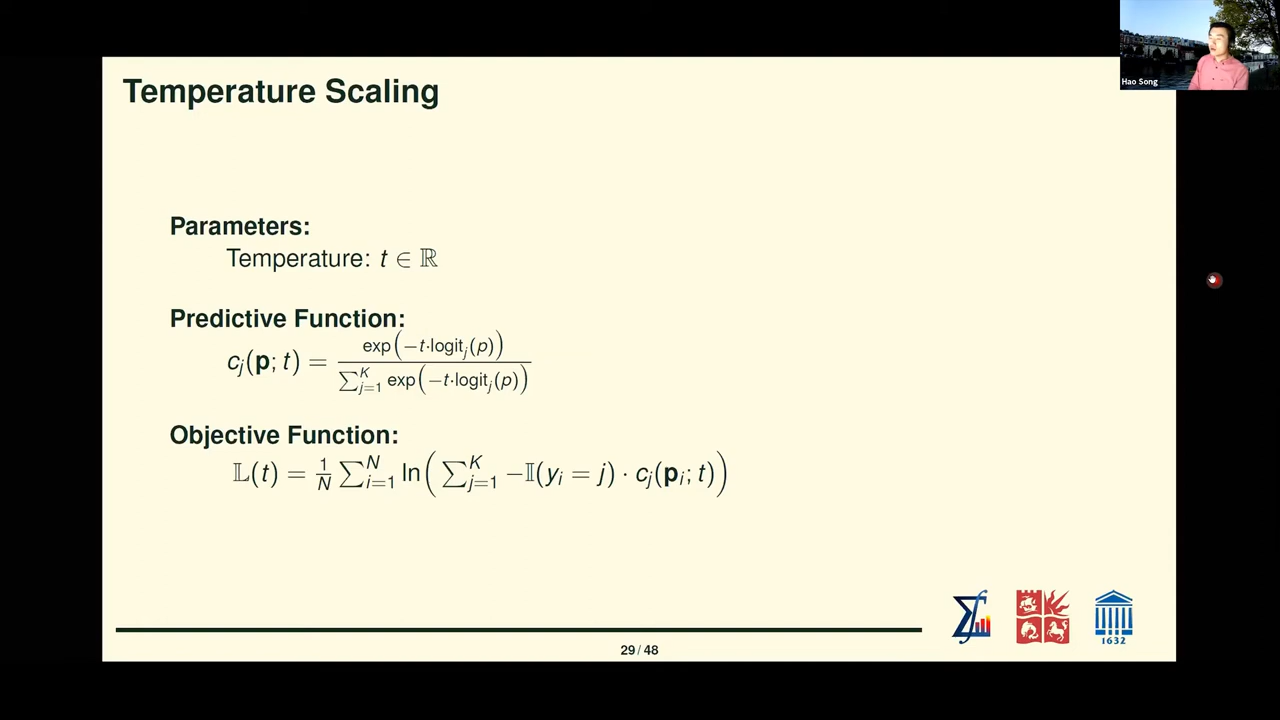 Hao Song
Temperature Scaling
Parameters:
Temperature: t ∈ ℝ
Predictive Function:
c_j(p; t) = exp(−t·logit_j(p)) / ∑_{j=1}^{K} exp(−t·logit_j(p))
Objective Function:
𝕃(t) = 1/N ∑_{i=1}^{N} ln(∑_{j=1}^{K} −𝕀(y_i = j) · c_j(p_i; t))
1632
29 / 48